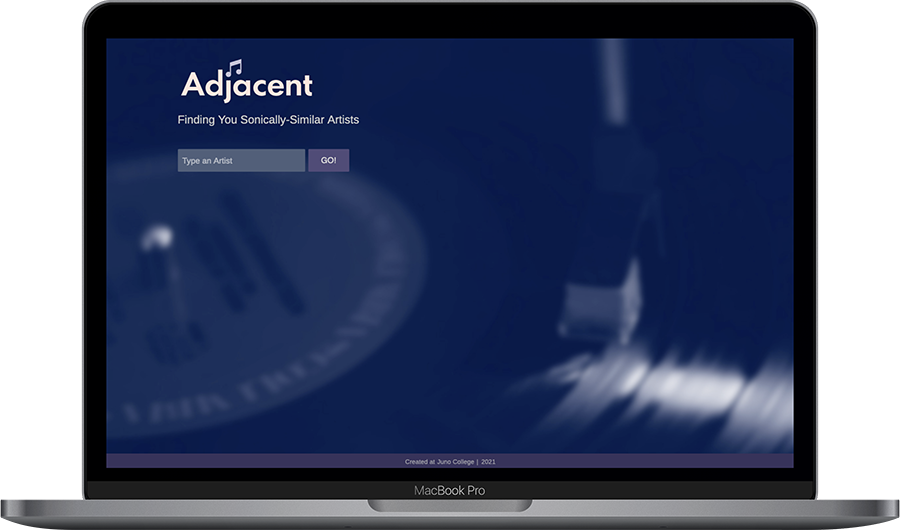 Adjacent
Finding You Sonically-Similar Artists
Type an Artist
GO!
Created at Juno College | 2021
MacBook Pro